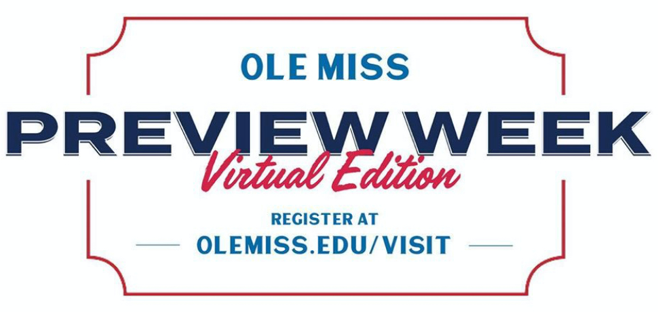 OLE MISS
PREVIEW WEEK
Virtual Edition
REGISTER AT
OLEMISS.EDU/VISIT